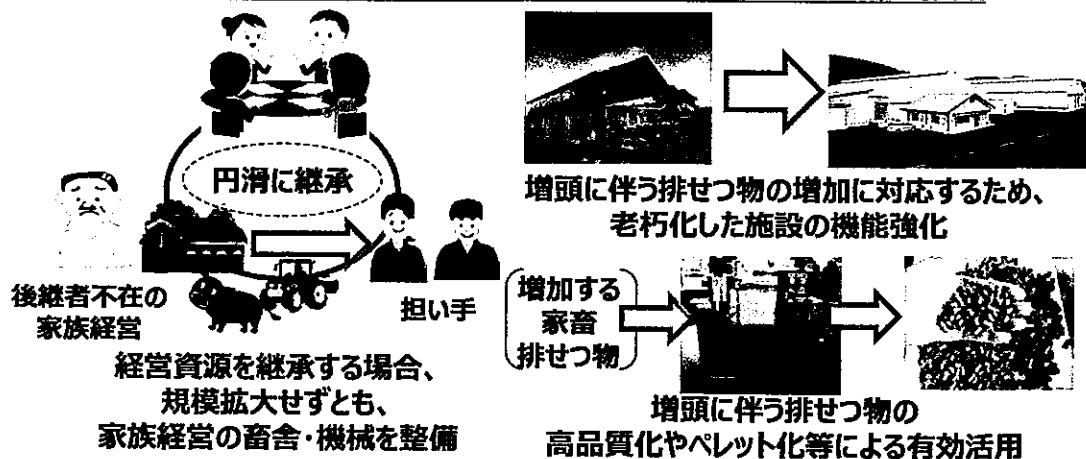 円滑に継承
後継者不在の
家族経営
担い手
経営資源を継承する場合、
規模拡大せずとも、
家族経営の畜舎・機械を整備
増頭に伴う排せつ物の増加に対応するため、
老朽化した施設の機能強化
増加する
家畜
排せつ物
増頭に伴う排せつ物の
高品質化やペレット化等による有効活用